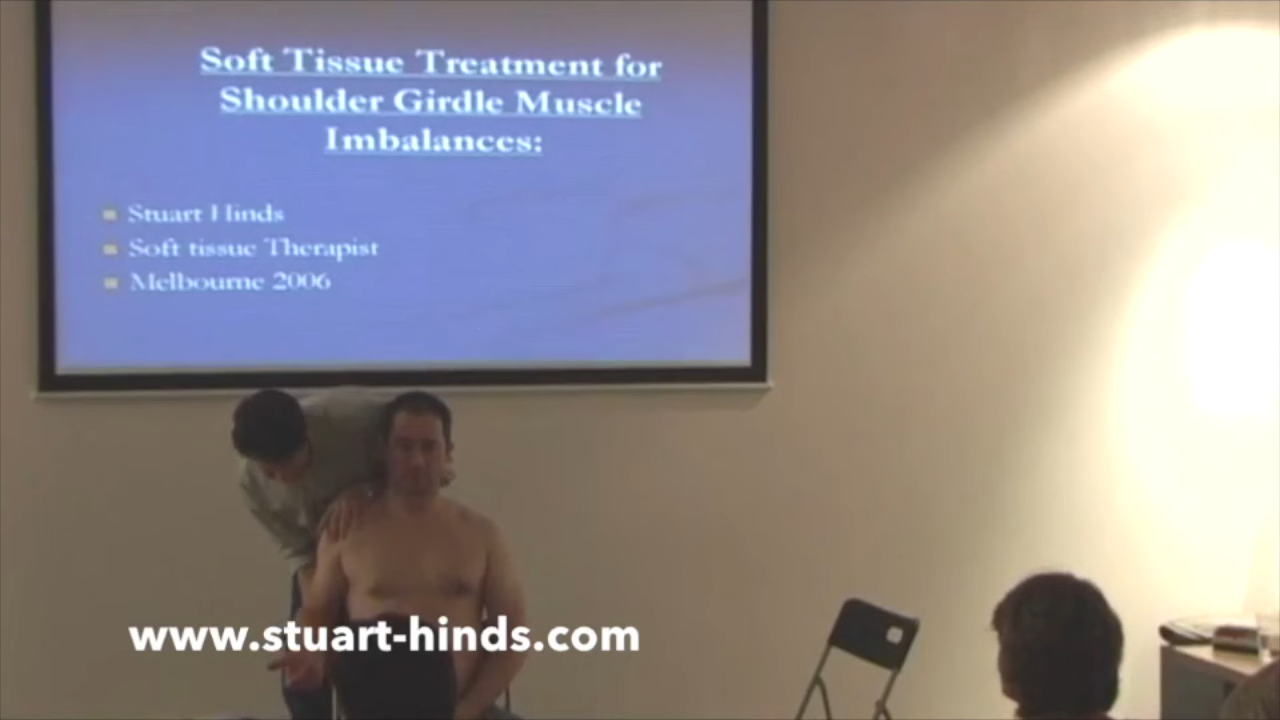 Soft Tissue Treatment for
Shoulder Girdle Muscle
Imbalances:
Stuart Hinds
Soft tissue Therapist
Melbourne 2006
www.stuart-hinds.com